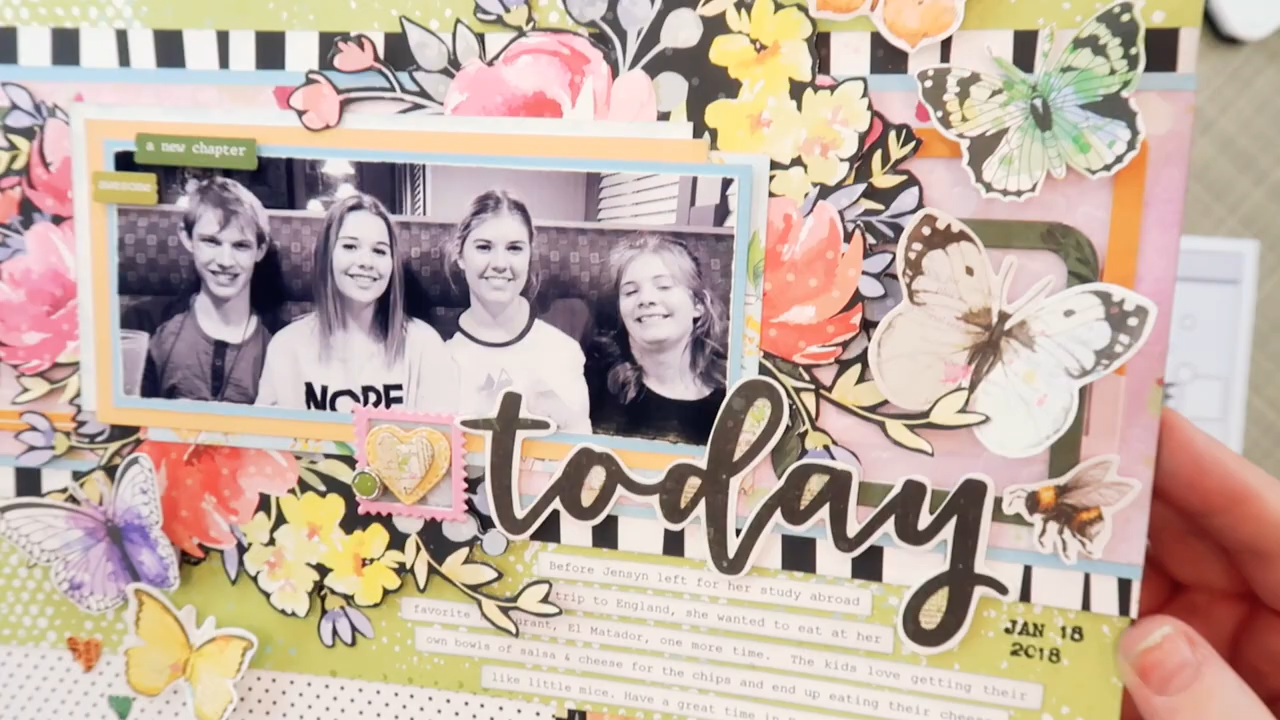 a new chapter
awesome
NOPE
today
Before Jensyn left for her study abroad
trip to England, she wanted to eat at her
favorite El Matador, one more time. The kids love getting their
own bowls of salsa & cheese for the chips and end up eating their cheese
like little mice. Have a great time in
JAN 18
2018